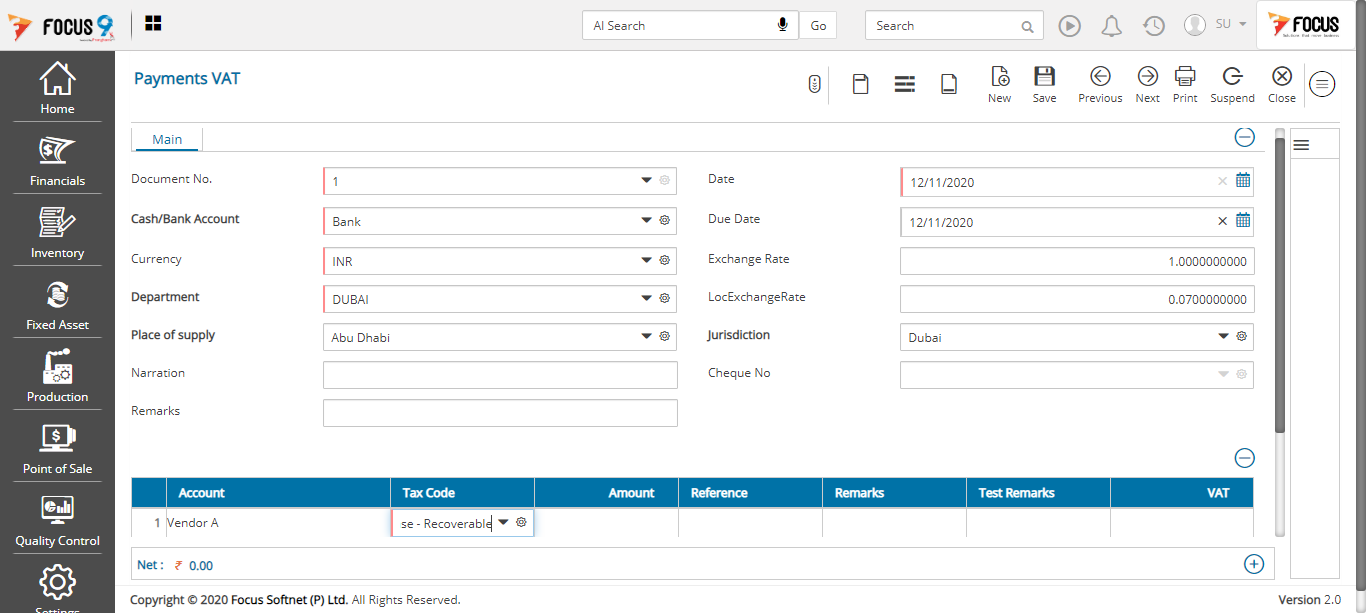 FOCUS 9
AI Search
Go
Search
SU
FOCUS
Home
Financials
Inventory
Fixed Asset
Production
Point of Sale
Quality Control
Settings
Payments VAT
New
Save
Previous
Next
Print
Suspend
Close
Main
Document No.
1
Date
12/11/2020
Cash/Bank Account
Bank
Due Date
12/11/2020
Currency
INR
Exchange Rate
1.0000000000
Department
DUBAI
LocExchangeRate
0.0700000000
Place of supply
Abu Dhabi
Jurisdiction
Dubai
Narration
Cheque No
Remarks
Account Tax Code Amount Reference Remarks Test Remarks VAT
1 Vendor A se - Recoverable
Net : ₹ 0.00
Copyright © 2020 Focus Softnet (P) Ltd. All Rights Reserved.
Version 2.0